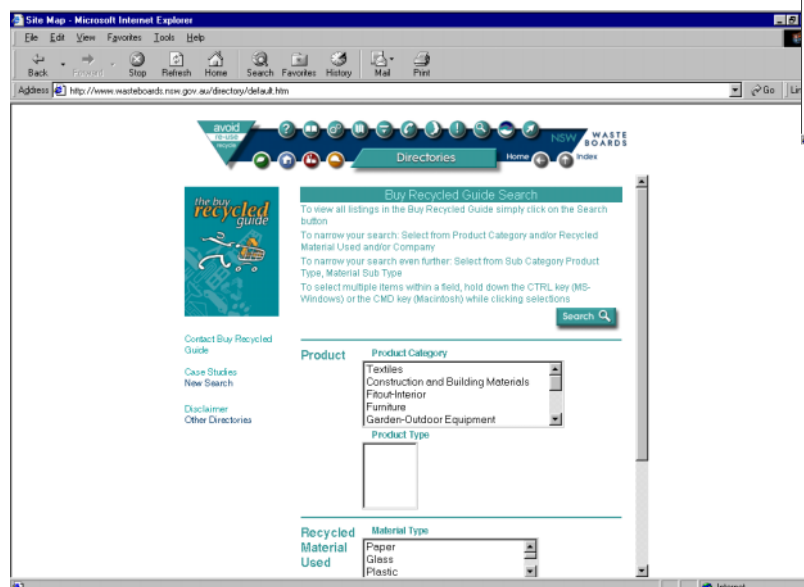 Site Map - Microsoft Internet Explorer
File Edit View Favorites Tools Help
Back Forward Stop Refresh Home Search Favorites History Mail Print
Address http://www.wasteboards.nsw.gov.au/directory/default.htm Go Lin
avoid
re-use
recycle
NSW WASTE
BOARDS
Directories Home Index
the buy
recycled
guide
Buy Recycled Guide Search
To view all listings in the Buy Recycled Guide simply click on the Search
button
To narrow your search: Select from Product Category and/or Recycled
Material Used and/or Company
To narrow your search even further: Select from Sub Category Product
Type, Material Sub Type
To select multiple items within a field, hold down the CTRL key (MS-
Windows) or the CMD key (Macintosh) while clicking selections
Search
Contact Buy Recycled
Guide
Case Studies
New Search
Disclaimer
Other Directories
Product Product Category
Textiles
Construction and Building Materials
Fitout-Interior
Furniture
Garden-Outdoor Equipment
Product Type
Recycled
Material
Used
Material Type
Paper
Glass
Plastic
Internet